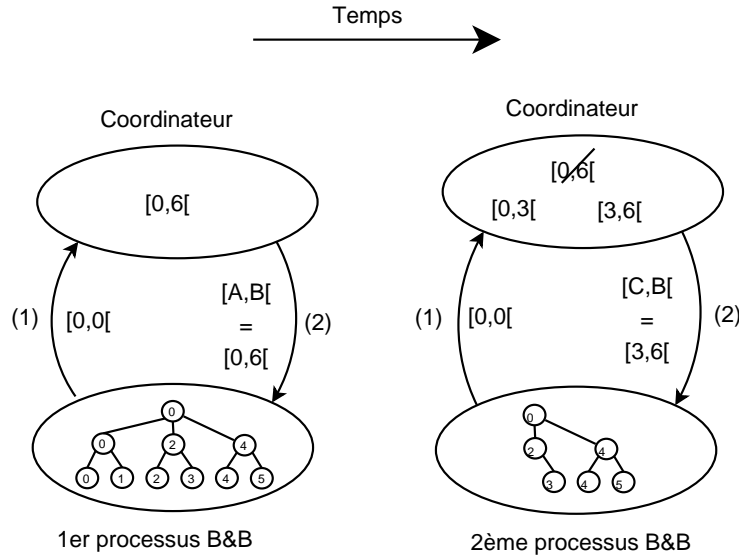 Temps
Coordinateur
[0,6[
(1)
[0,0[
[A,B[
=
[0,6[
(2)
0
0 2 4
0 1 2 3 4 5
1er processus B&B
Coordinateur
[0,6[
[0,3[ [3,6[
(1)
[0,0[
[C,B[
=
[3,6[
(2)
0
2 4
3 4 5
2ème processus B&B